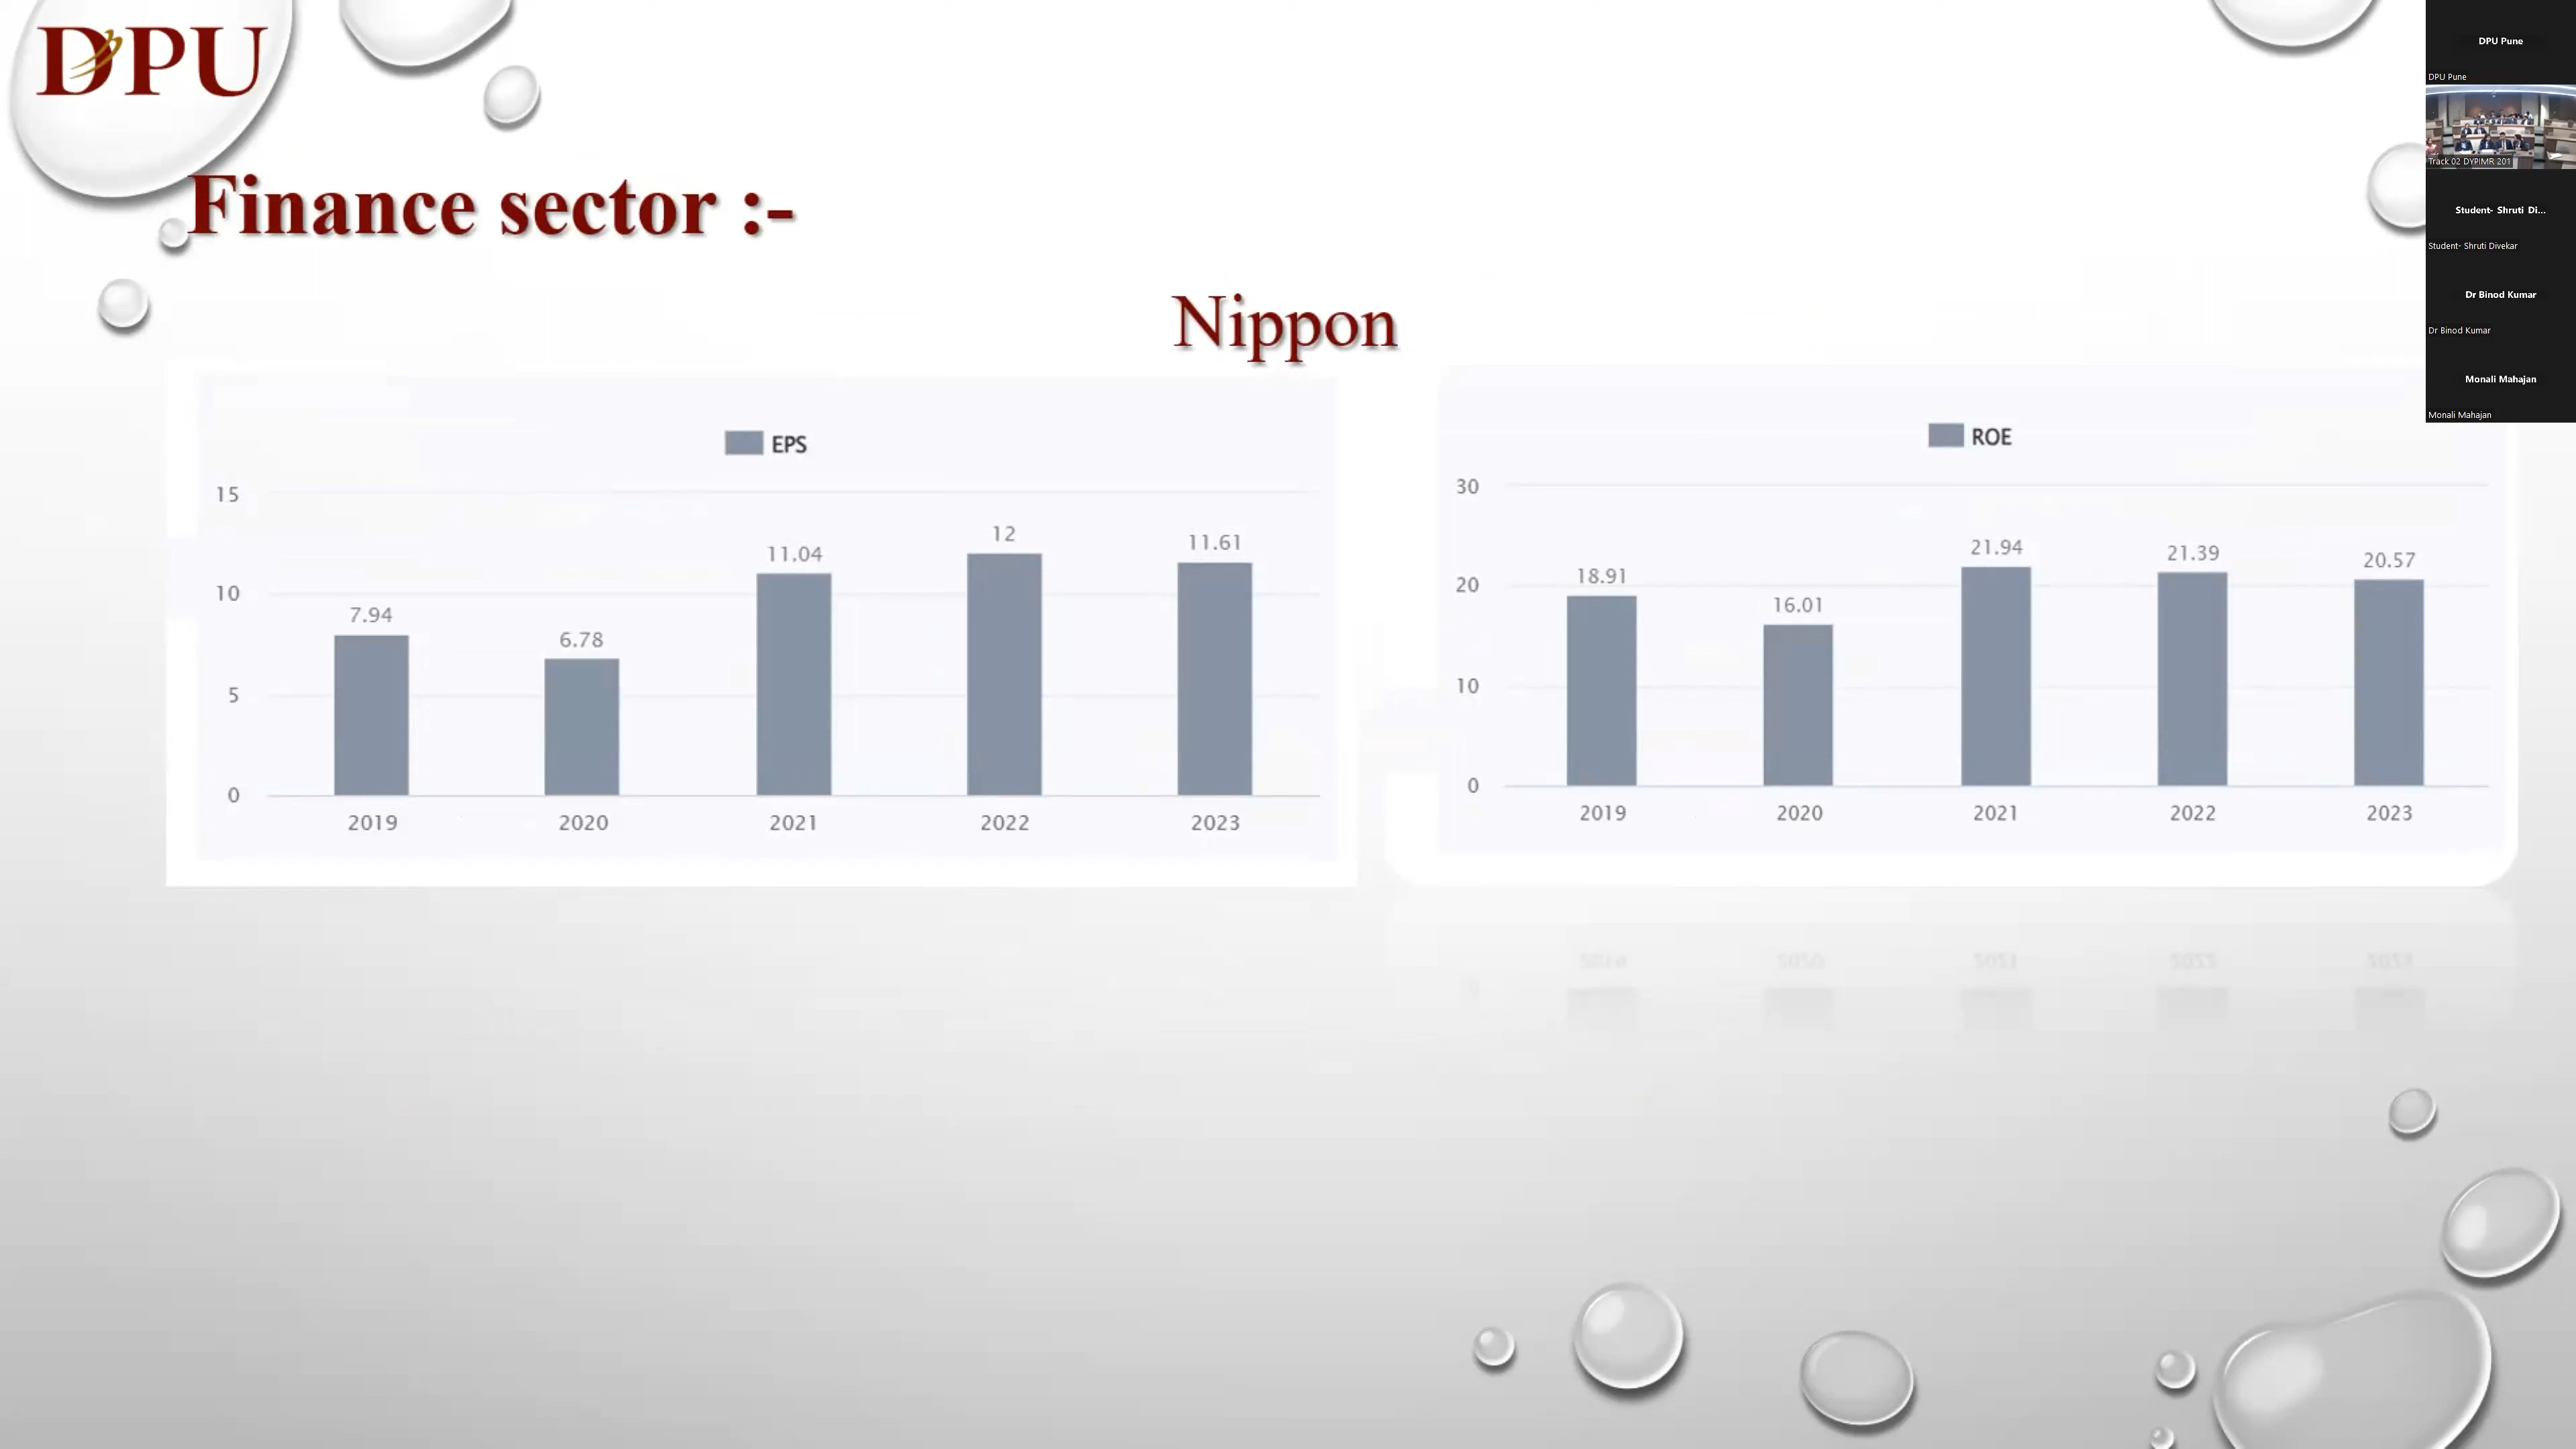 DPU
Finance sector :-
Nippon
EPS
15
10
5
0
7.94
6.78
11.04
12
11.61
2019
2020
2021
2022
2023
ROE
30
20
10
0
18.91
16.01
21.94
21.39
20.57
2019
2020
2021
2022
2023
DPU Pune
DPU Pune
Track 02 DYPIMR 201
Student- Shruti Di...
Student- Shruti Divekar
Dr Binod Kumar
Dr Binod Kumar
Monali Mahajan
Monali Mahajan